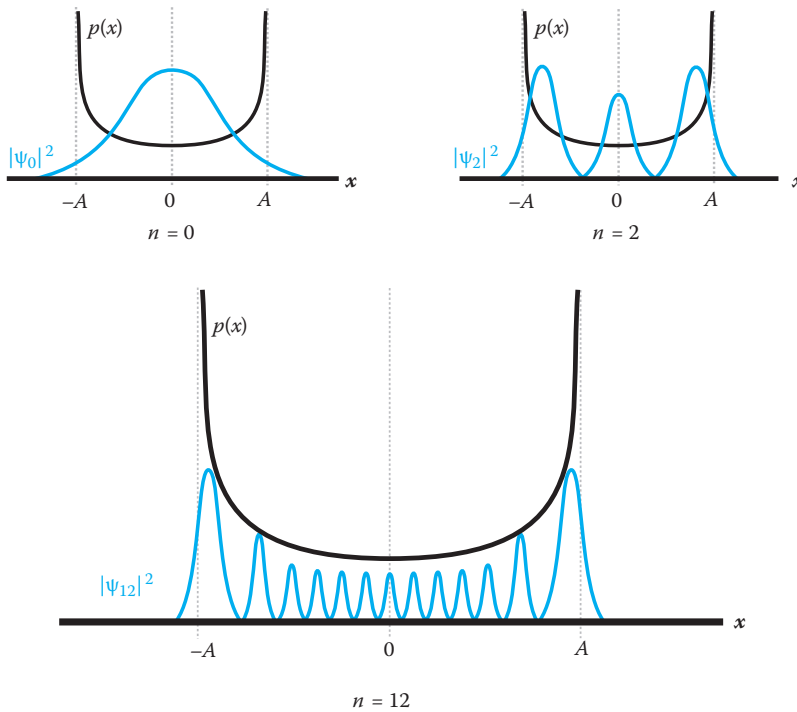 p(x)
|ψ₀|²
x
−A 0 A
n = 0
p(x)
|ψ₂|²
x
−A 0 A
n = 2
p(x)
|ψ₁₂|²
x
−A 0 A
n = 12